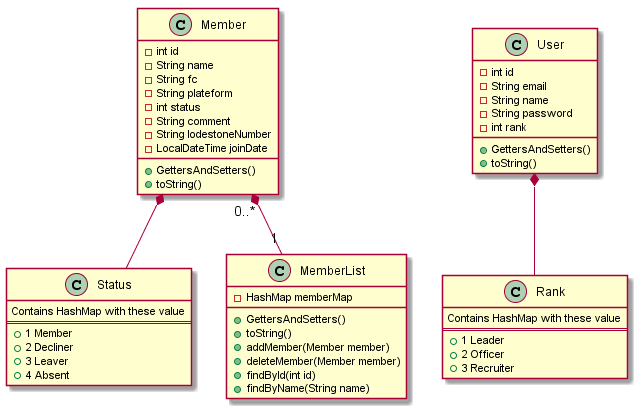 C Member
int id
String name
String fc
String plateform
int status
String comment
String lodestoneNumber
LocalDateTime joinDate
GettersAndSetters()
toString()
C User
int id
String email
String name
String password
int rank
GettersAndSetters()
toString()
0..*
1
C Status
Contains HashMap with these value
1 Member
2 Decliner
3 Leaver
4 Absent
C MemberList
HashMap memberMap
GettersAndSetters()
toString()
addMember(Member member)
deleteMember(Member member)
findById(int id)
findByName(String name)
C Rank
Contains HashMap with these value
1 Leader
2 Officer
3 Recruiter